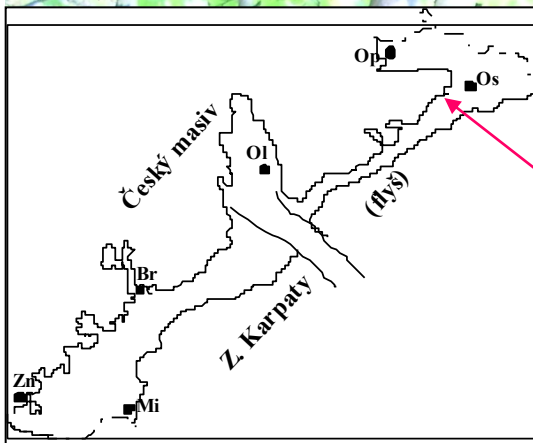 Op
Os
Český masiv
Ol
(flyš)
Br
Z. Karpaty
Zn
Mi